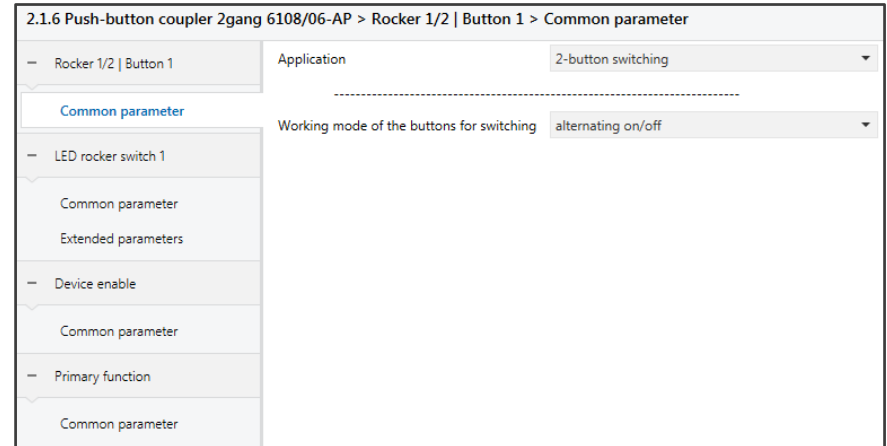 2.1.6 Push-button coupler 2gang 6108/06-AP > Rocker 1/2 | Button 1 > Common parameter
Rocker 1/2 | Button 1
Common parameter
LED rocker switch 1
Common parameter
Extended parameters
Device enable
Common parameter
Primary function
Common parameter
Application 2-button switching
Working mode of the buttons for switching alternating on/off